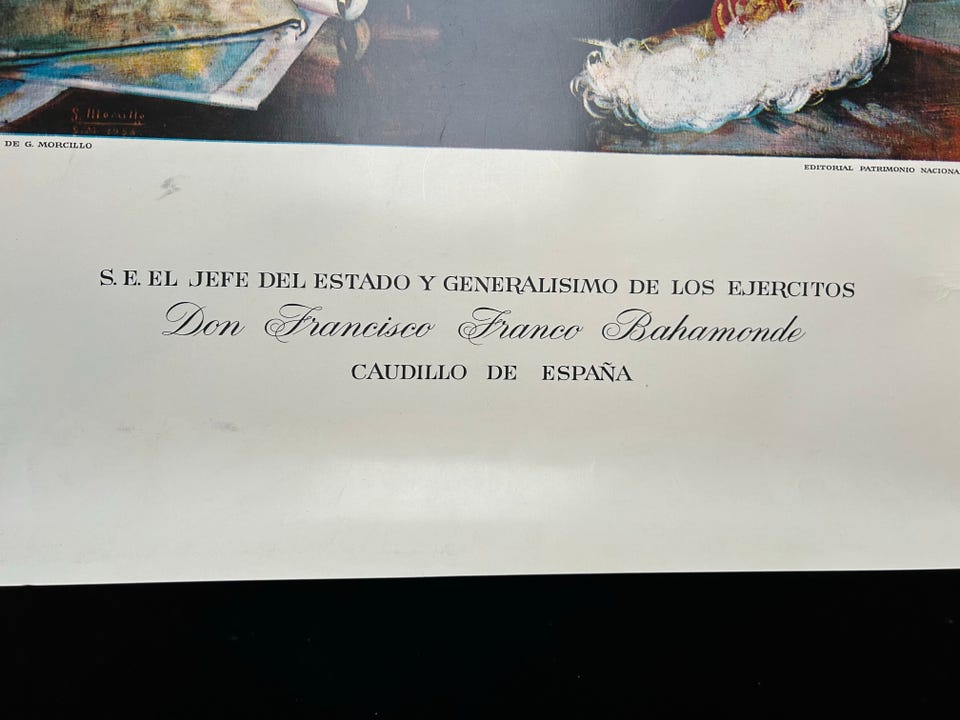 G. Morcillo
DE G. MORCILLO
EDITORIAL PATRIMONIO NACIONA
S. E. EL JEFE DEL ESTADO Y GENERALISIMO DE LOS EJERCITOS
Don Francisco Franco Bahamonde
CAUDILLO DE ESPAÑA